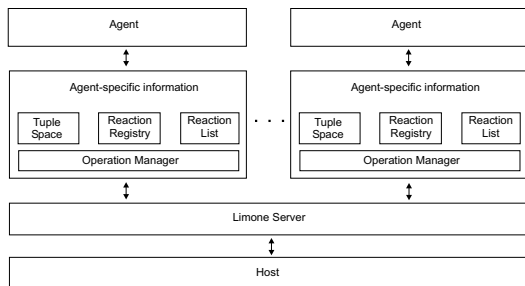 Agent
Agent
Agent-specific information
Tuple
Space
Reaction
Registry
Reaction
List
Operation Manager
. . .
Agent-specific information
Tuple
Space
Reaction
Registry
Reaction
List
Operation Manager
Limone Server
Host